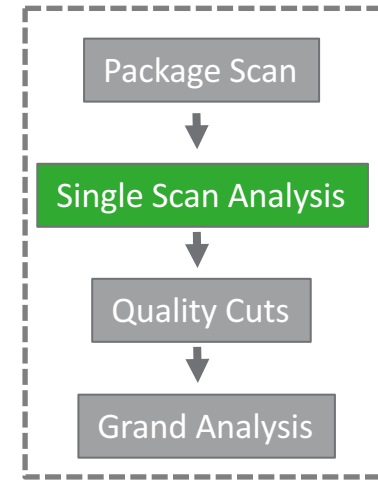 Package Scan
Single Scan Analysis
Quality Cuts
Grand Analysis